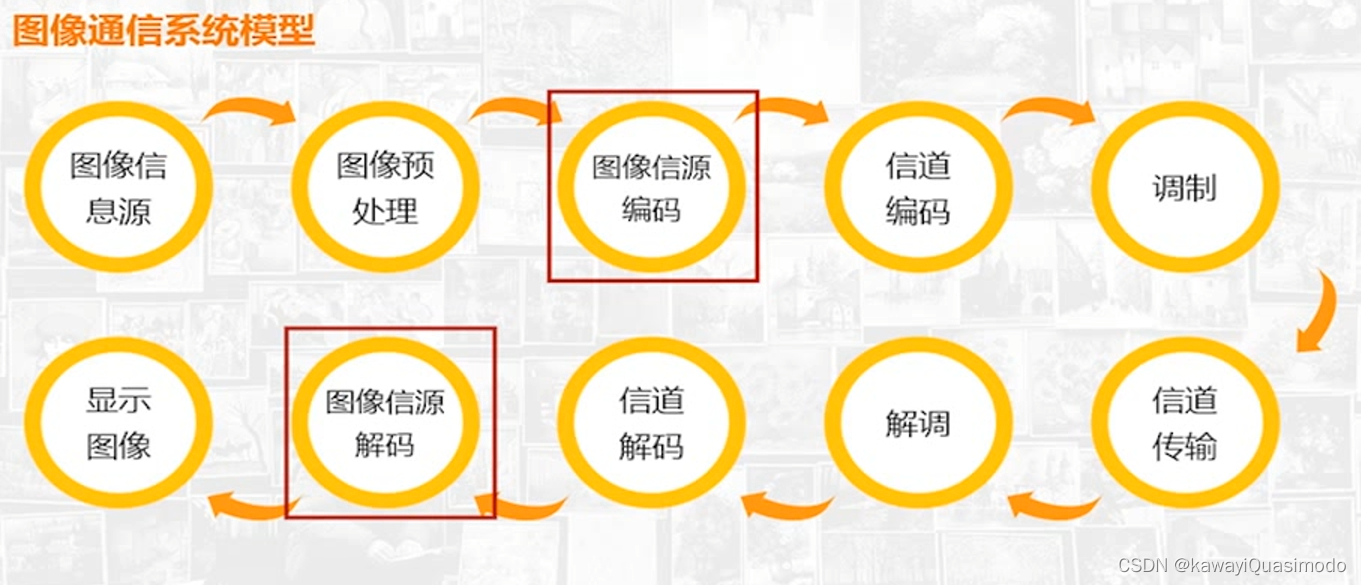 图像通信系统模型
图像信
息源
图像预
处理
图像信源
编码
信道
编码
调制
显示
图像
图像信源
解码
信道
解码
解调
信道
传输
CSDN @kawayiQuasimodo